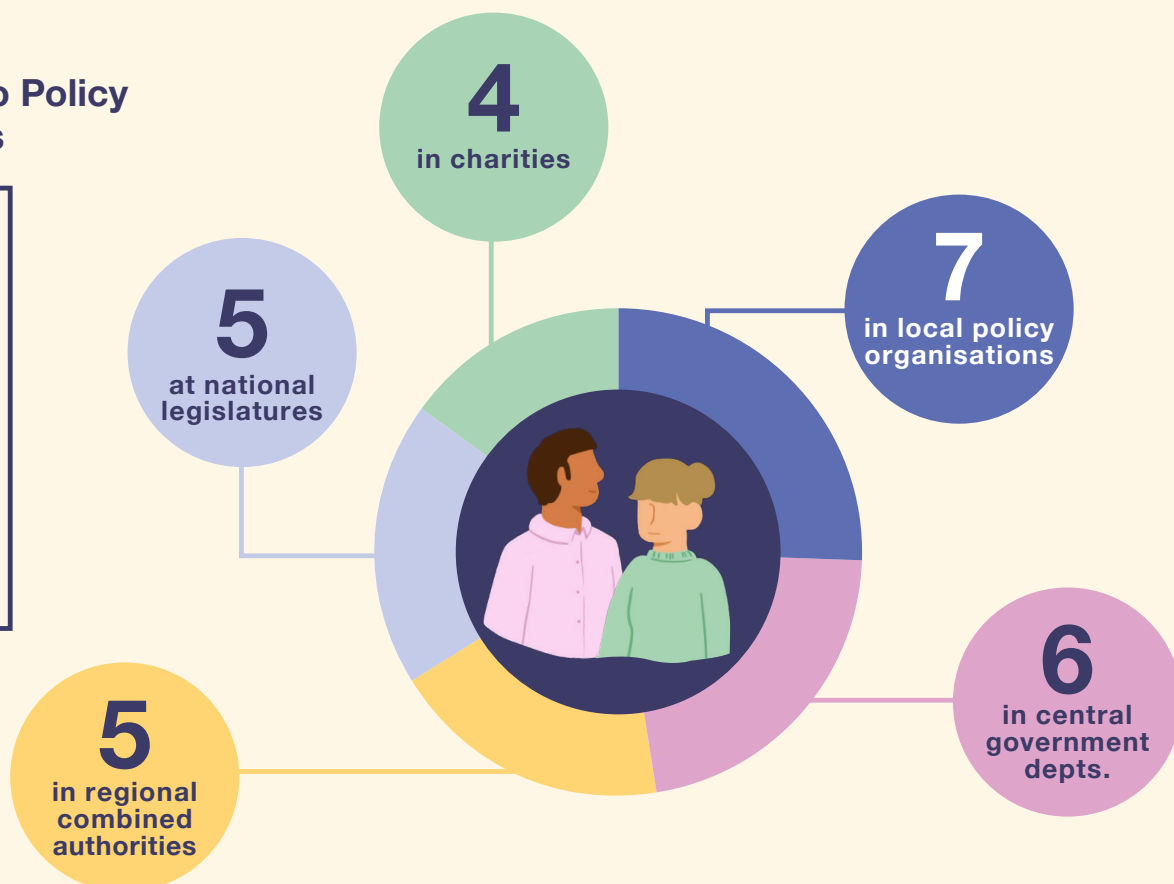 Policy
4
in charities
7
in local policy
organisations
5
at national
legislatures
6
in central
government
depts.
5
in regional
combined
authorities